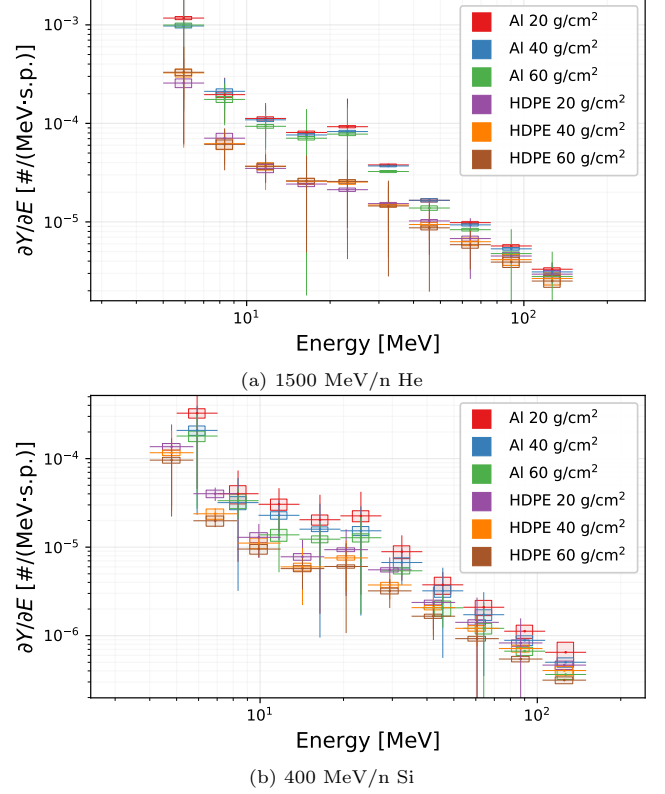 10⁻³
10⁻⁴
10⁻⁵
∂Y/∂E [#/(MeV·s.p.)]
Al 20 g/cm²
Al 40 g/cm²
Al 60 g/cm²
HDPE 20 g/cm²
HDPE 40 g/cm²
HDPE 60 g/cm²
10¹ 10²
Energy [MeV]
(a) 1500 MeV/n He
10⁻⁴
10⁻⁵
10⁻⁶
∂Y/∂E [#/(MeV·s.p.)]
Al 20 g/cm²
Al 40 g/cm²
Al 60 g/cm²
HDPE 20 g/cm²
HDPE 40 g/cm²
HDPE 60 g/cm²
10¹ 10²
Energy [MeV]
(b) 400 MeV/n Si